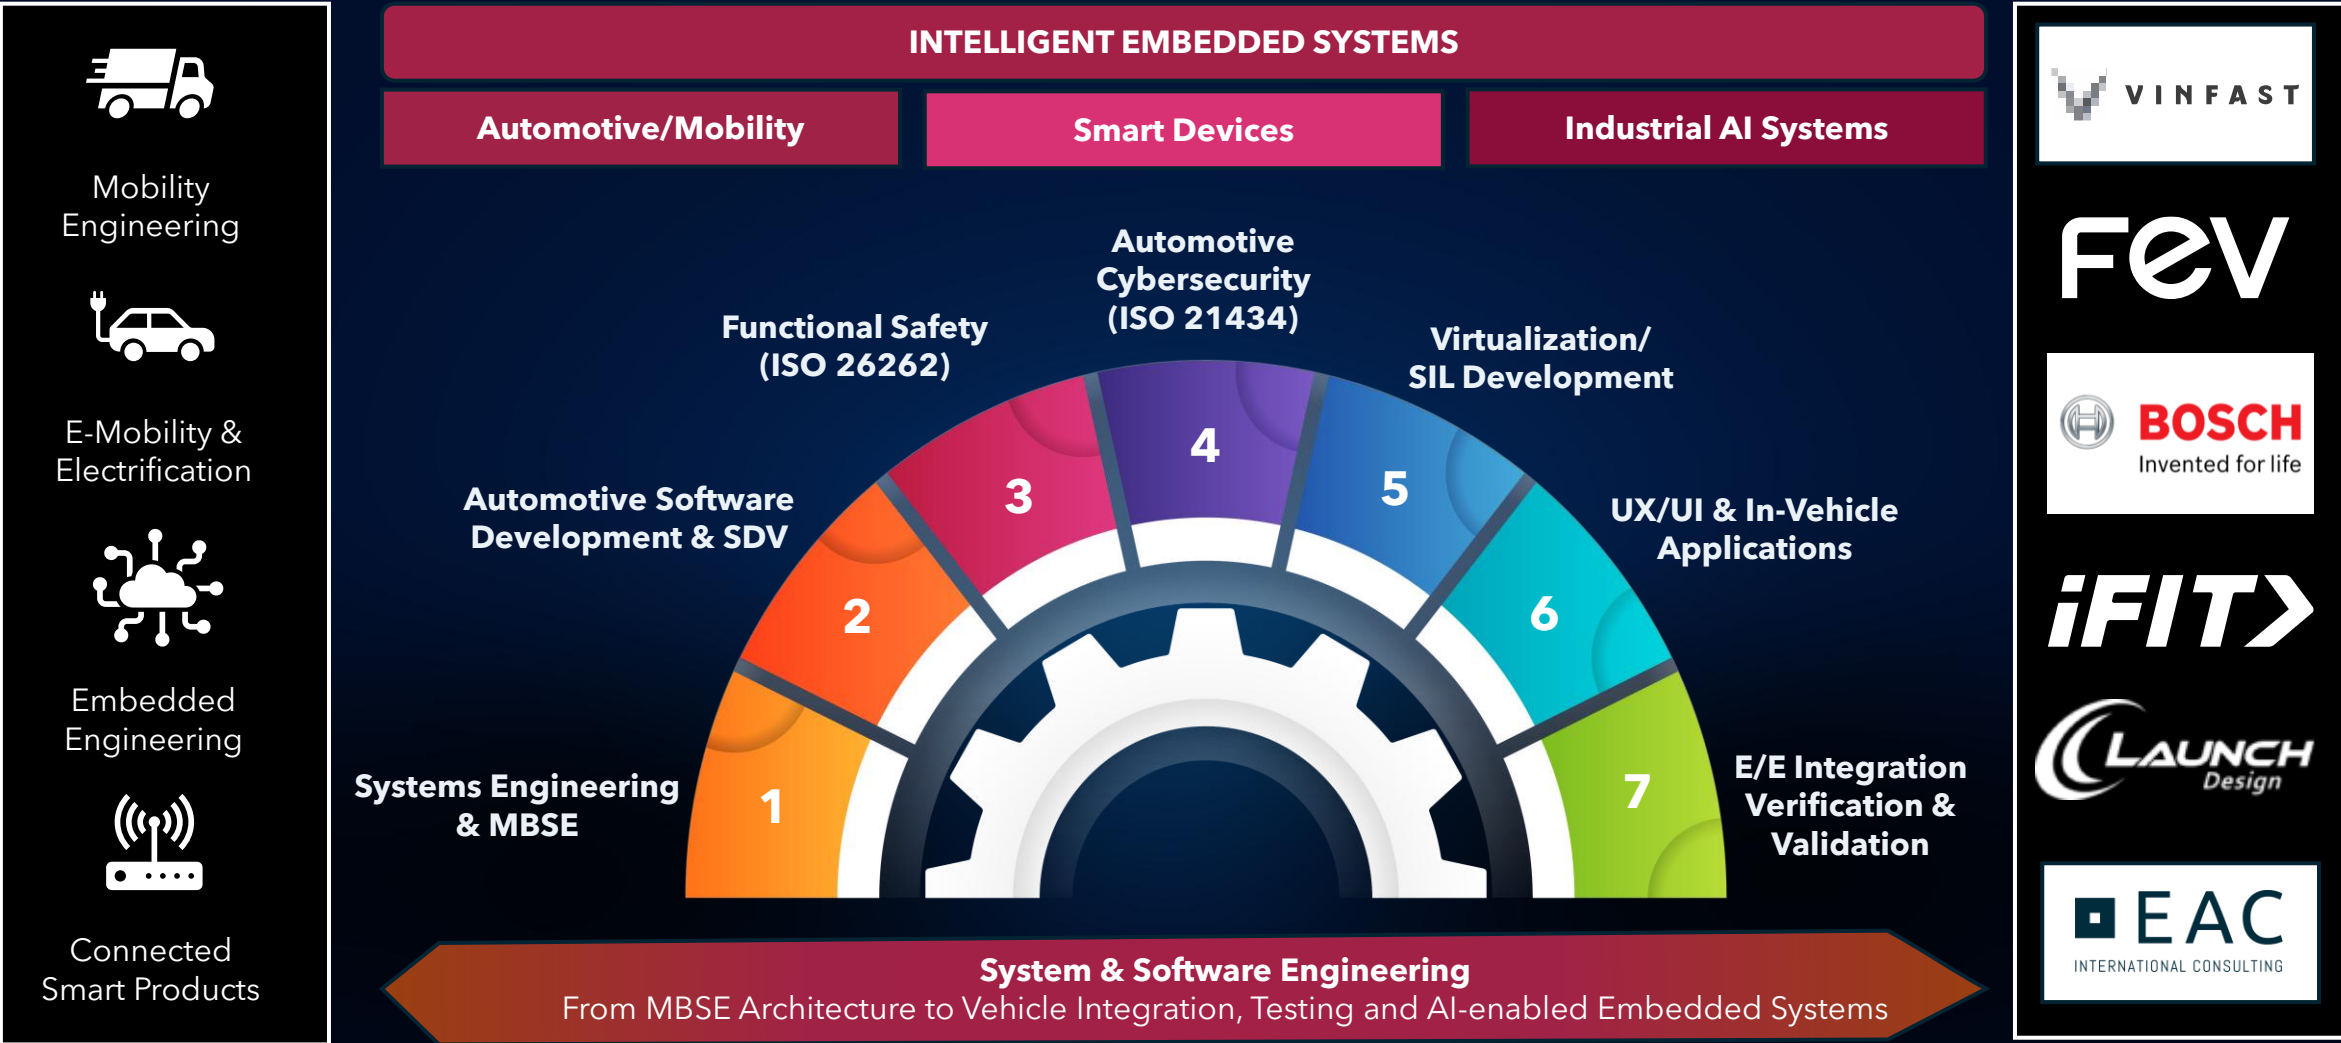 INTELLIGENT EMBEDDED SYSTEMS
Automotive/Mobility
Smart Devices
Industrial AI Systems
Mobility
Engineering
E-Mobility &
Electrification
Embedded
Engineering
Connected
Smart Products
Systems Engineering
& MBSE
1
Automotive Software
Development & SDV
2
Functional Safety
(ISO 26262)
3
Automotive
Cybersecurity
(ISO 21434)
4
Virtualization/
SIL Development
5
UX/UI & In-Vehicle
Applications
6
E/E Integration
Verification &
Validation
7
System & Software Engineering
From MBSE Architecture to Vehicle Integration, Testing and AI-enabled Embedded Systems
VINFAST
FEV
BOSCH
Invented for life
iFIT
LAUNCH
Design
EAC
INTERNATIONAL CONSULTING